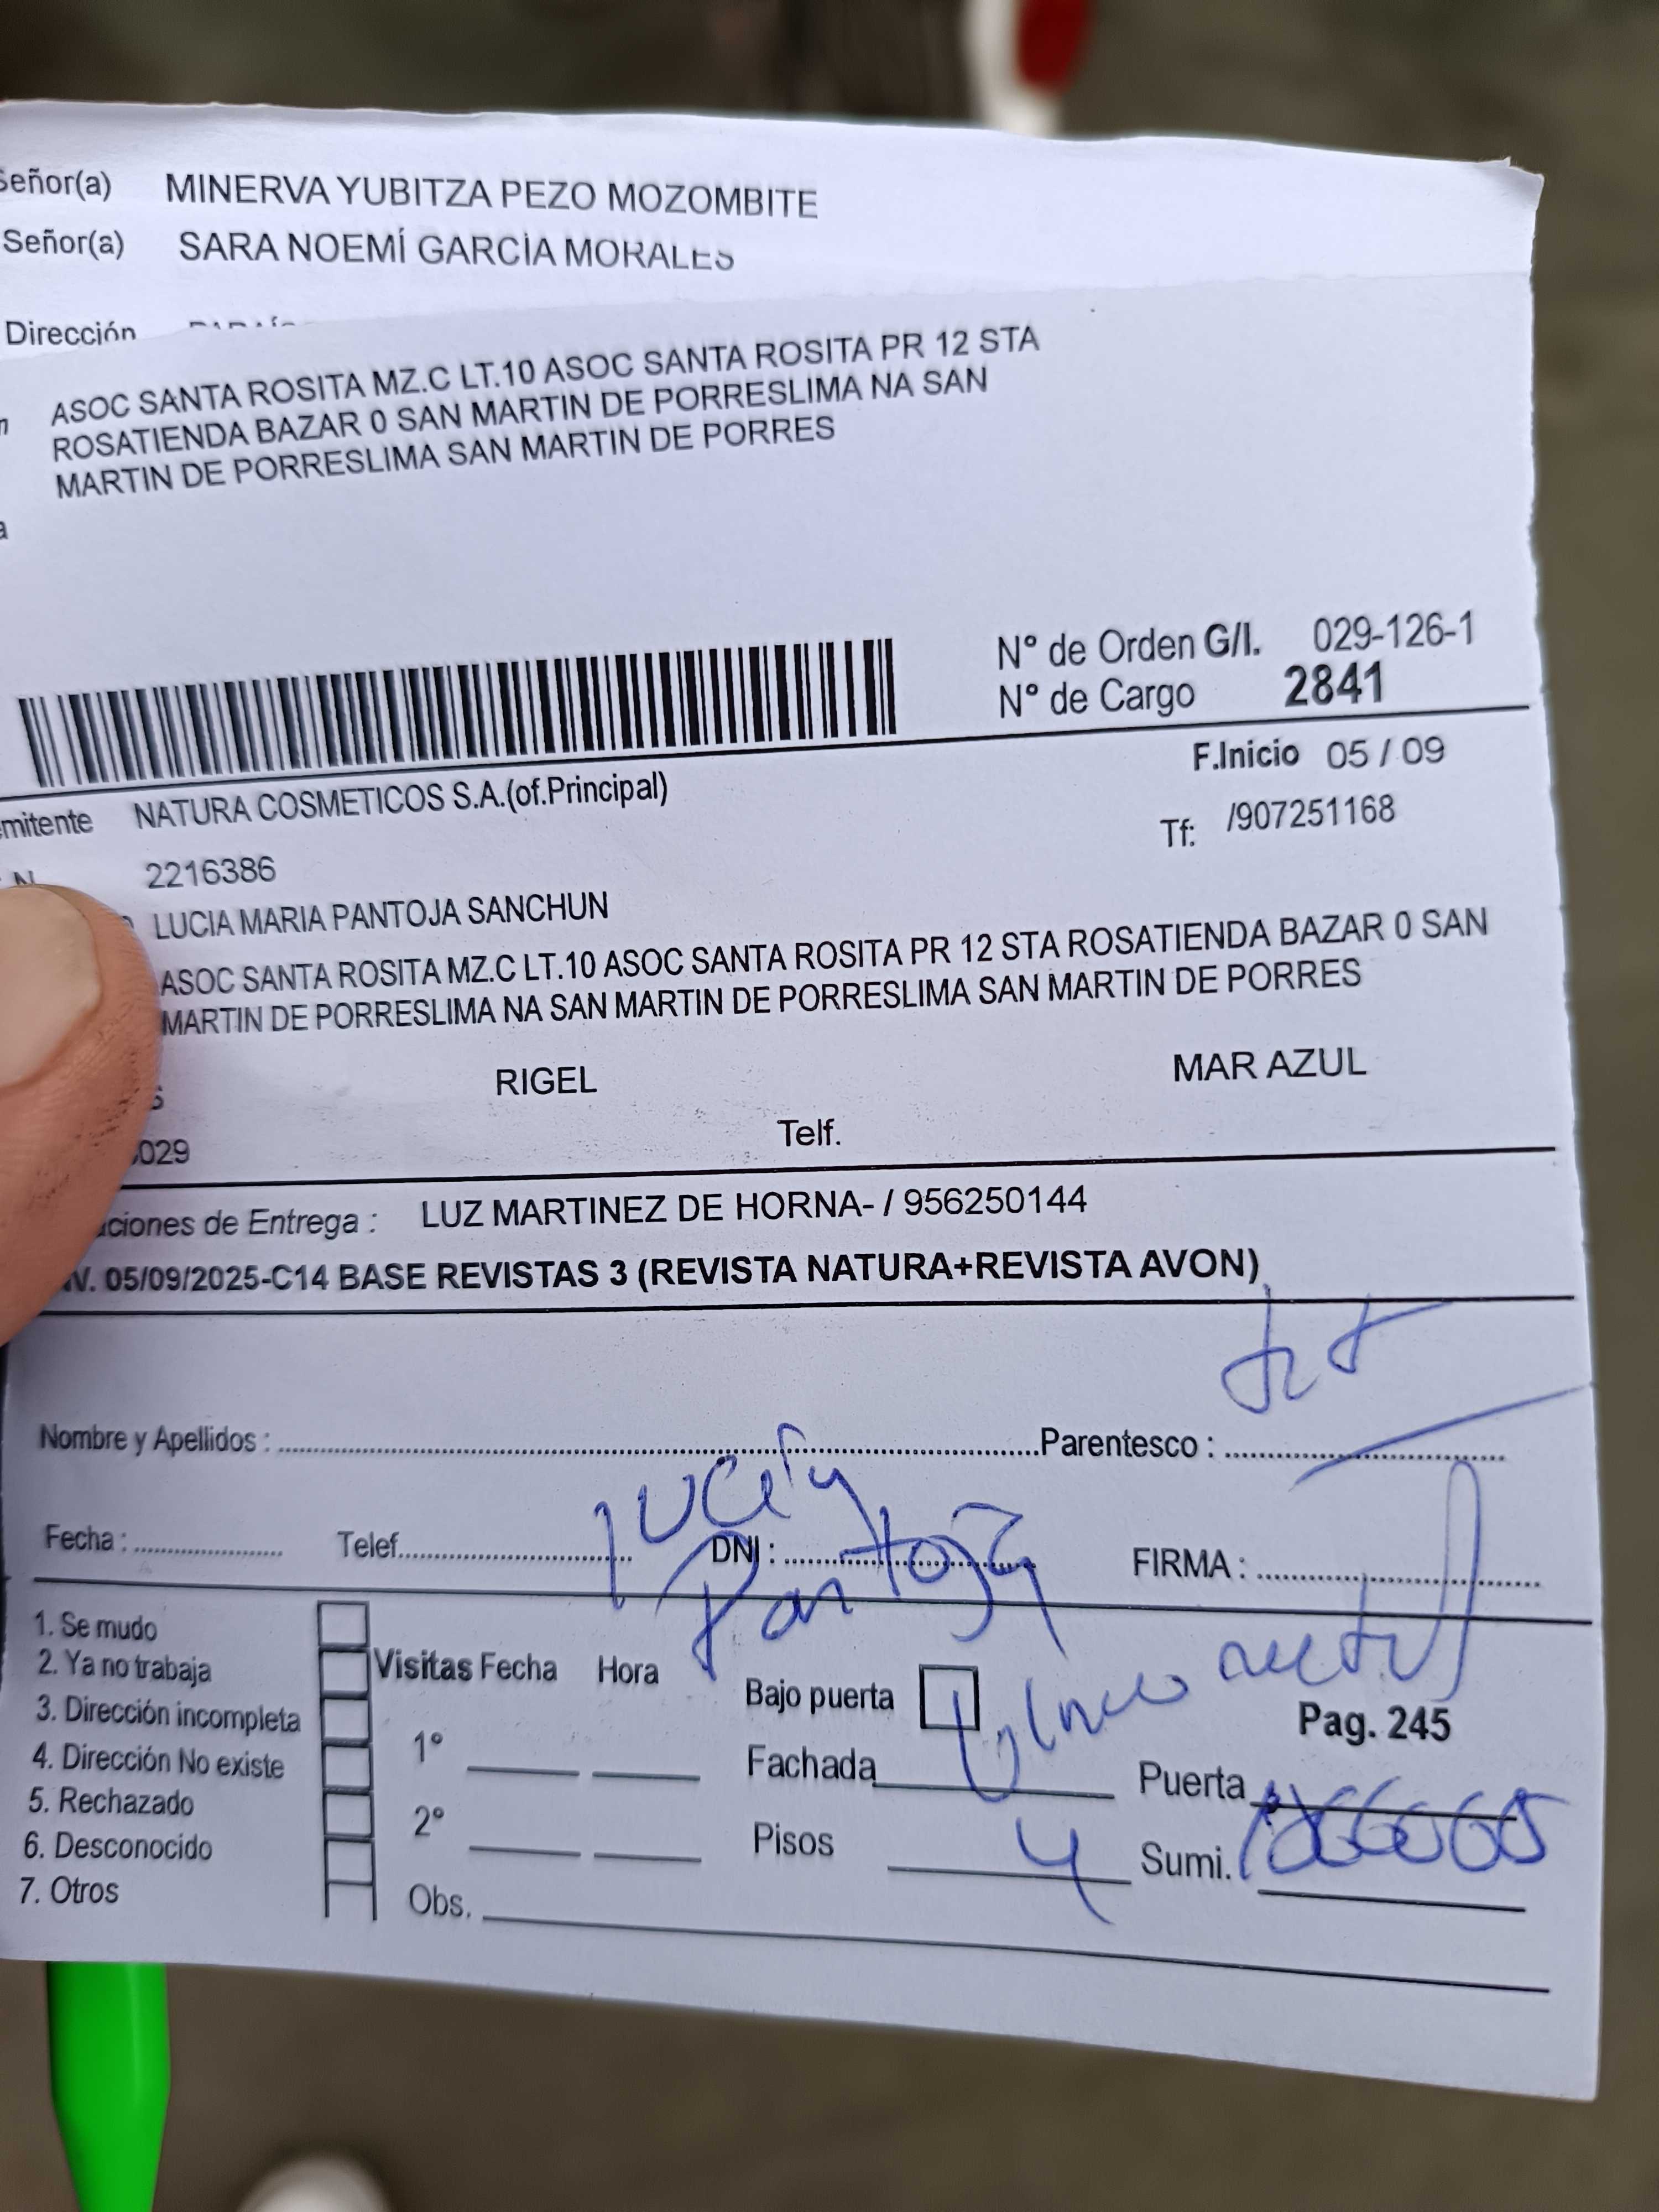 Señor(a) MINERVA YUBITZA PEZO MOZOMBITE
Señor(a) SARA NOEMÍ GARCÍA MORALES
Dirección
ASOC SANTA ROSITA MZ.C LT.10 ASOC SANTA ROSITA PR 12 STA
ROSATIENDA BAZAR 0 SAN MARTIN DE PORRESLIMA NA SAN
MARTIN DE PORRESLIMA SAN MARTIN DE PORRES
N° de Orden G/I. 029-126-1
N° de Cargo 2841
F.Inicio 05 / 09
mitente NATURA COSMETICOS S.A.(of.Principal)
Tf: /907251168
2216386
LUCIA MARIA PANTOJA SANCHUN
ASOC SANTA ROSITA MZ.C LT.10 ASOC SANTA ROSITA PR 12 STA ROSATIENDA BAZAR 0 SAN
MARTIN DE PORRESLIMA NA SAN MARTIN DE PORRESLIMA SAN MARTIN DE PORRES
RIGEL MAR AZUL
029 Telf.
ciones de Entrega : LUZ MARTINEZ DE HORNA- / 956250144
V. 05/09/2025-C14 BASE REVISTAS 3 (REVISTA NATURA+REVISTA AVON)
Nombre y Apellidos : Parentesco :
Lucía
Pantoja
Fecha : Telef. DNI : FIRMA :
1. Se mudo
2. Ya no trabaja
3. Dirección incompleta
4. Dirección No existe
5. Rechazado
6. Desconocido
7. Otros
Visitas Fecha Hora
1°
2°
Obs.
Bajo puerta
Pag. 245
Fachada Puerta
Pisos 4 Sumi.